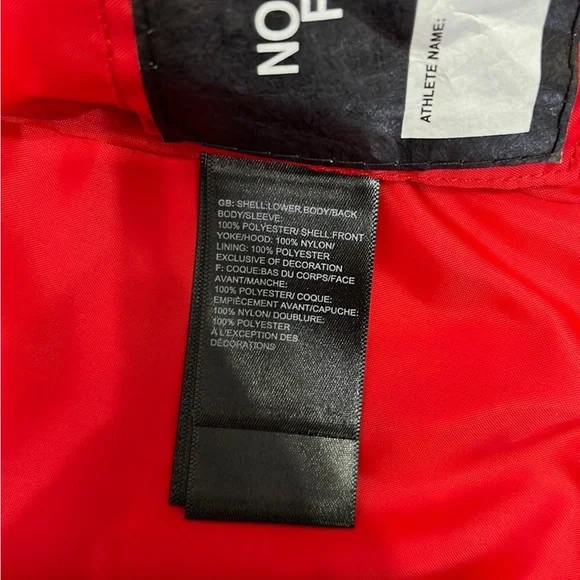 NO
F
ATHLETE NAME:
GB: SHELL:LOWER BODY/BACK
BODY/SLEEVE:
100% POLYESTER/ SHELL:FRONT
YOKE/HOOD: 100% NYLON/
LINING: 100% POLYESTER
EXCLUSIVE OF DECORATION
F: COQUE:BAS DU CORPS/FACE
AVANT/MANCHE:
100% POLYESTER/ COQUE:
EMPIÈCEMENT AVANT/CAPUCHE:
100% NYLON/ DOUBLURE:
100% POLYESTER
À L'EXCEPTION DES
DÉCORATIONS